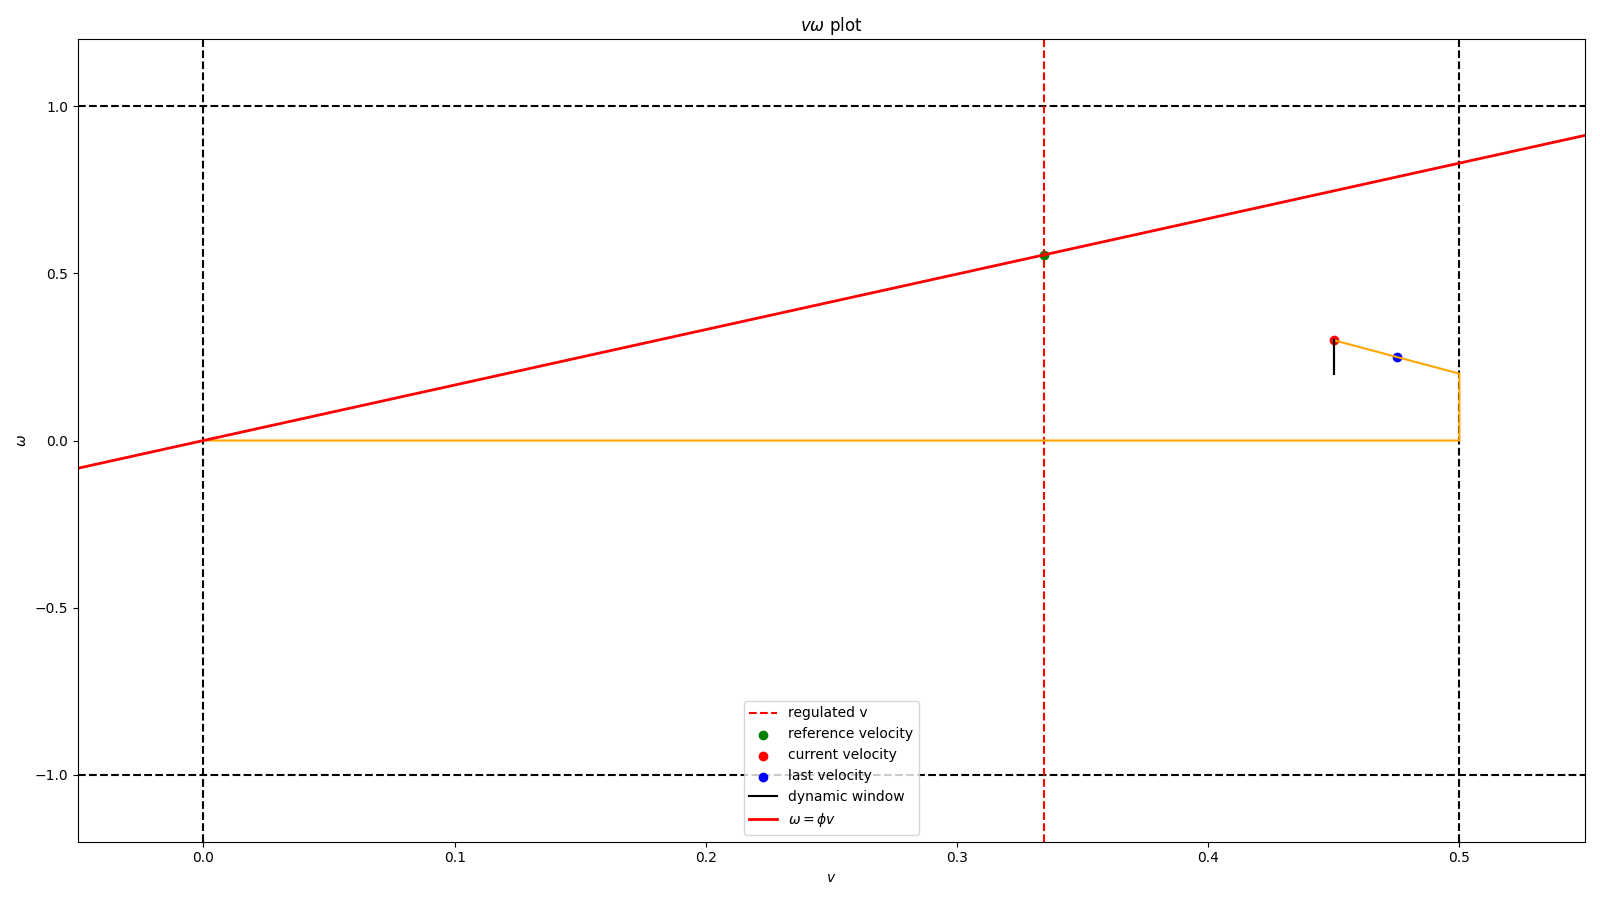 vω plot
1.0
0.5
0.0
−0.5
−1.0
ω
0.0
0.1
0.2
0.3
0.4
0.5
v
regulated v
reference velocity
current velocity
last velocity
dynamic window
ω = ϕv